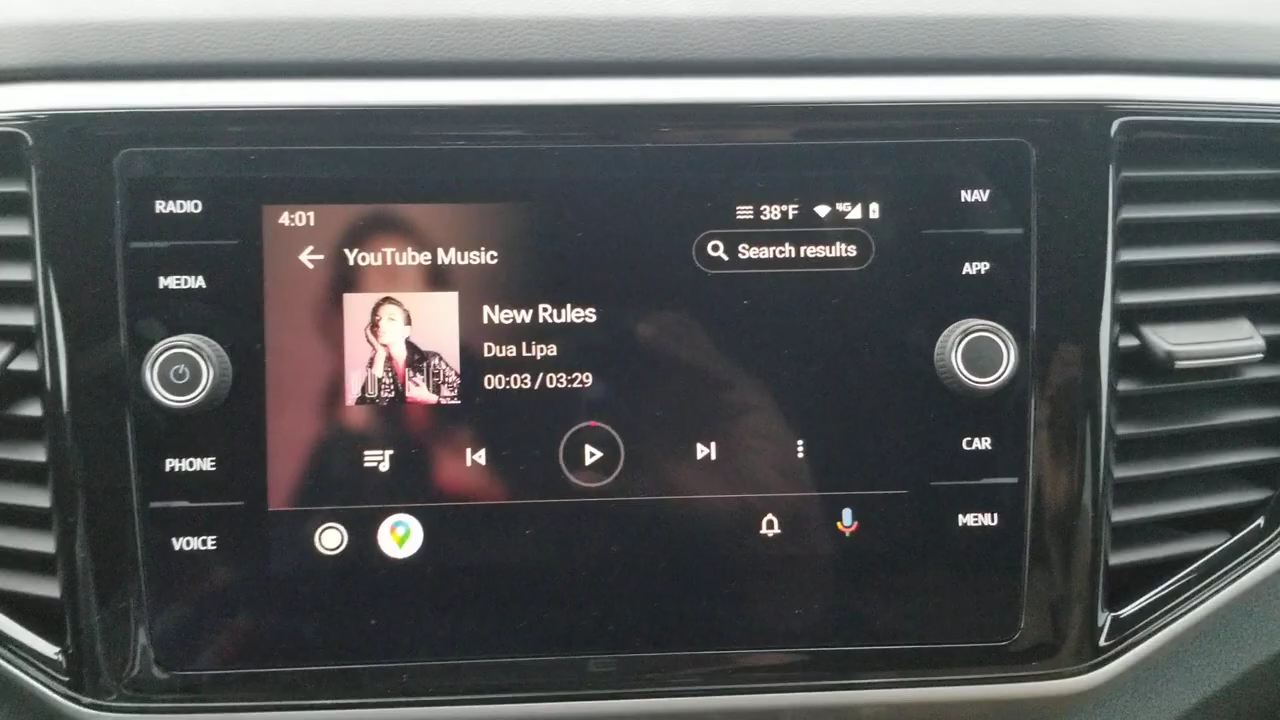 RADIO
MEDIA
PHONE
VOICE
4:01
38°F
4G
YouTube Music
Search results
New Rules
Dua Lipa
00:03 / 03:29
NAV
APP
CAR
MENU